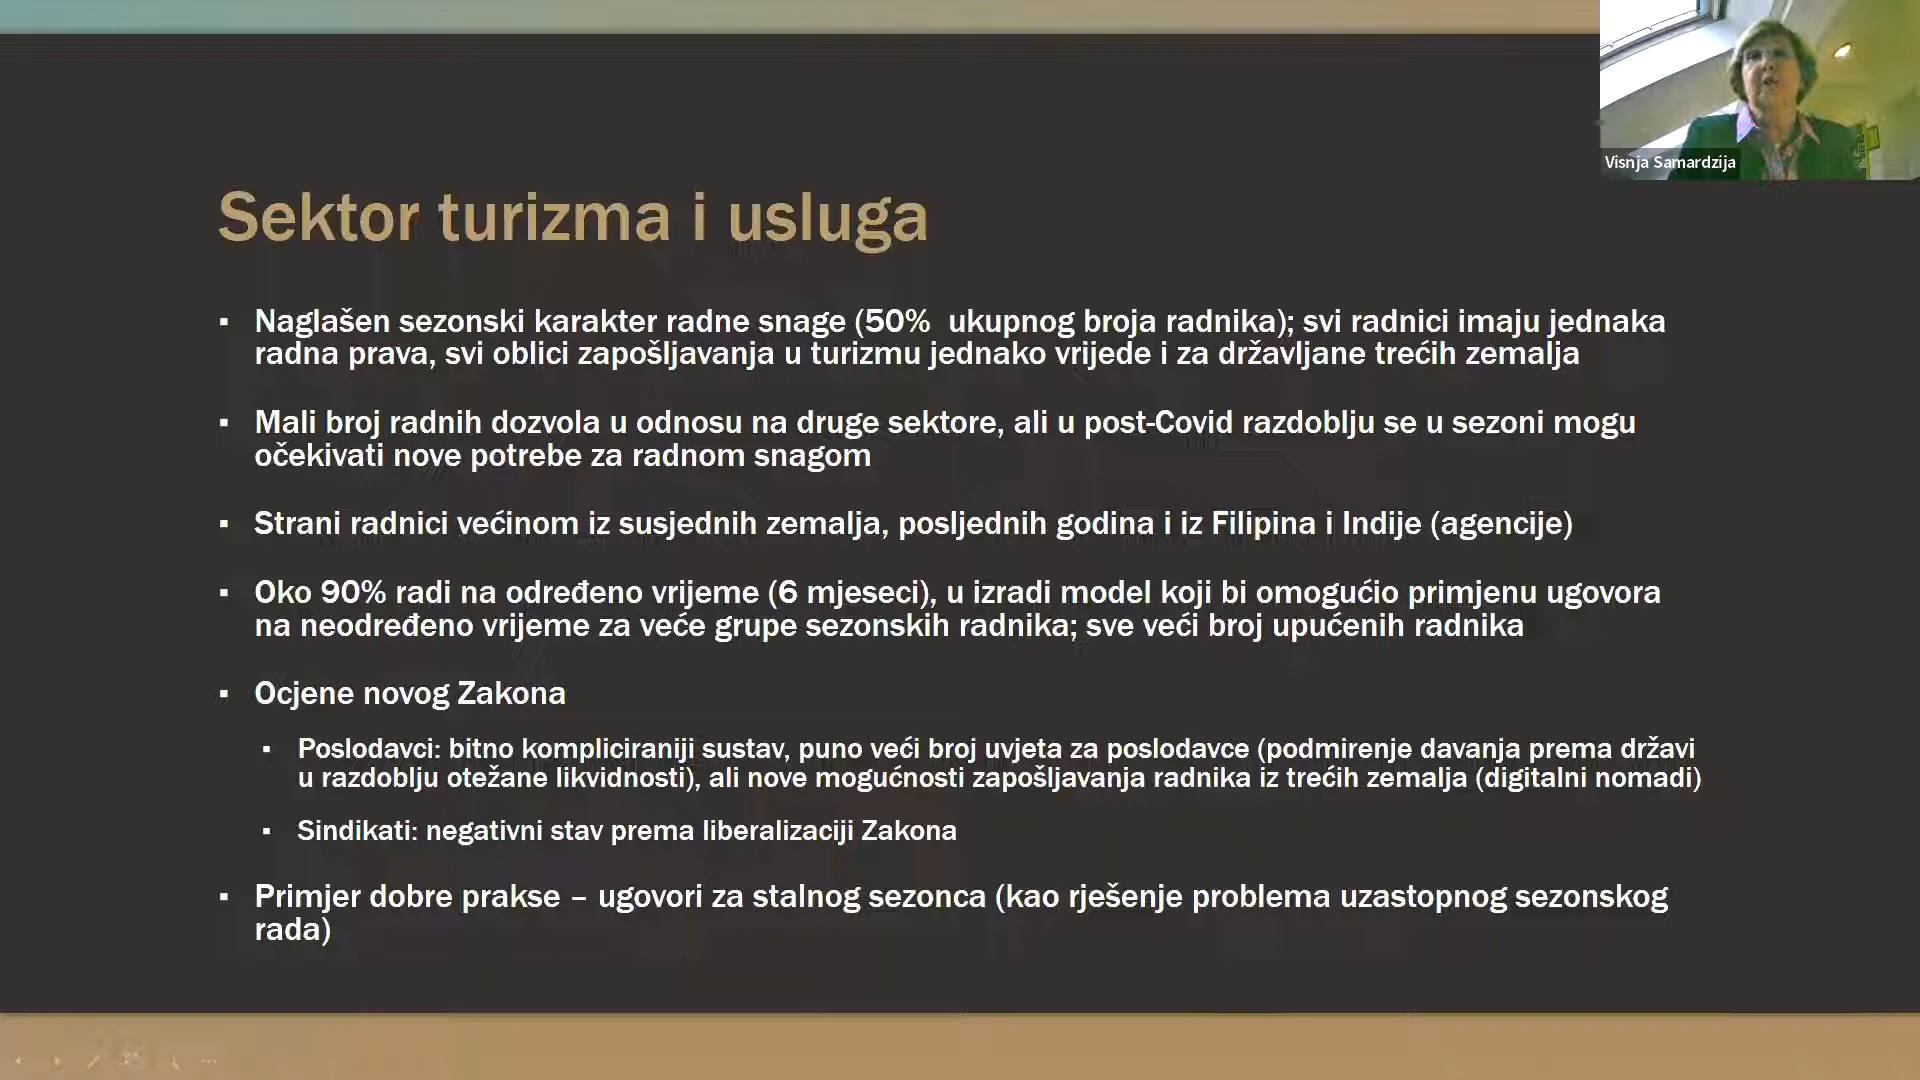 Visnja Samardzija
Sektor turizma i usluga
▪ Naglašen sezonski karakter radne snage (50% ukupnog broja radnika); svi radnici imaju jednaka
radna prava, svi oblici zapošljavanja u turizmu jednako vrijede i za državljane trećih zemalja
▪ Mali broj radnih dozvola u odnosu na druge sektore, ali u post-Covid razdoblju se u sezoni mogu
očekivati nove potrebe za radnom snagom
▪ Strani radnici većinom iz susjednih zemalja, posljednih godina i iz Filipina i Indije (agencije)
▪ Oko 90% radi na određeno vrijeme (6 mjeseci), u izradi model koji bi omogućio primjenu ugovora
na neodređeno vrijeme za veće grupe sezonskih radnika; sve veći broj upućenih radnika
▪ Ocjene novog Zakona
▪ Poslodavci: bitno kompliciraniji sustav, puno veći broj uvjeta za poslodavce (podmirenje davanja prema državi
u razdoblju otežane likvidnosti), ali nove mogućnosti zapošljavanja radnika iz trećih zemalja (digitalni nomadi)
▪ Sindikati: negativni stav prema liberalizaciji Zakona
▪ Primjer dobre prakse – ugovori za stalnog sezonca (kao rješenje problema uzastopnog sezonskog
rada)